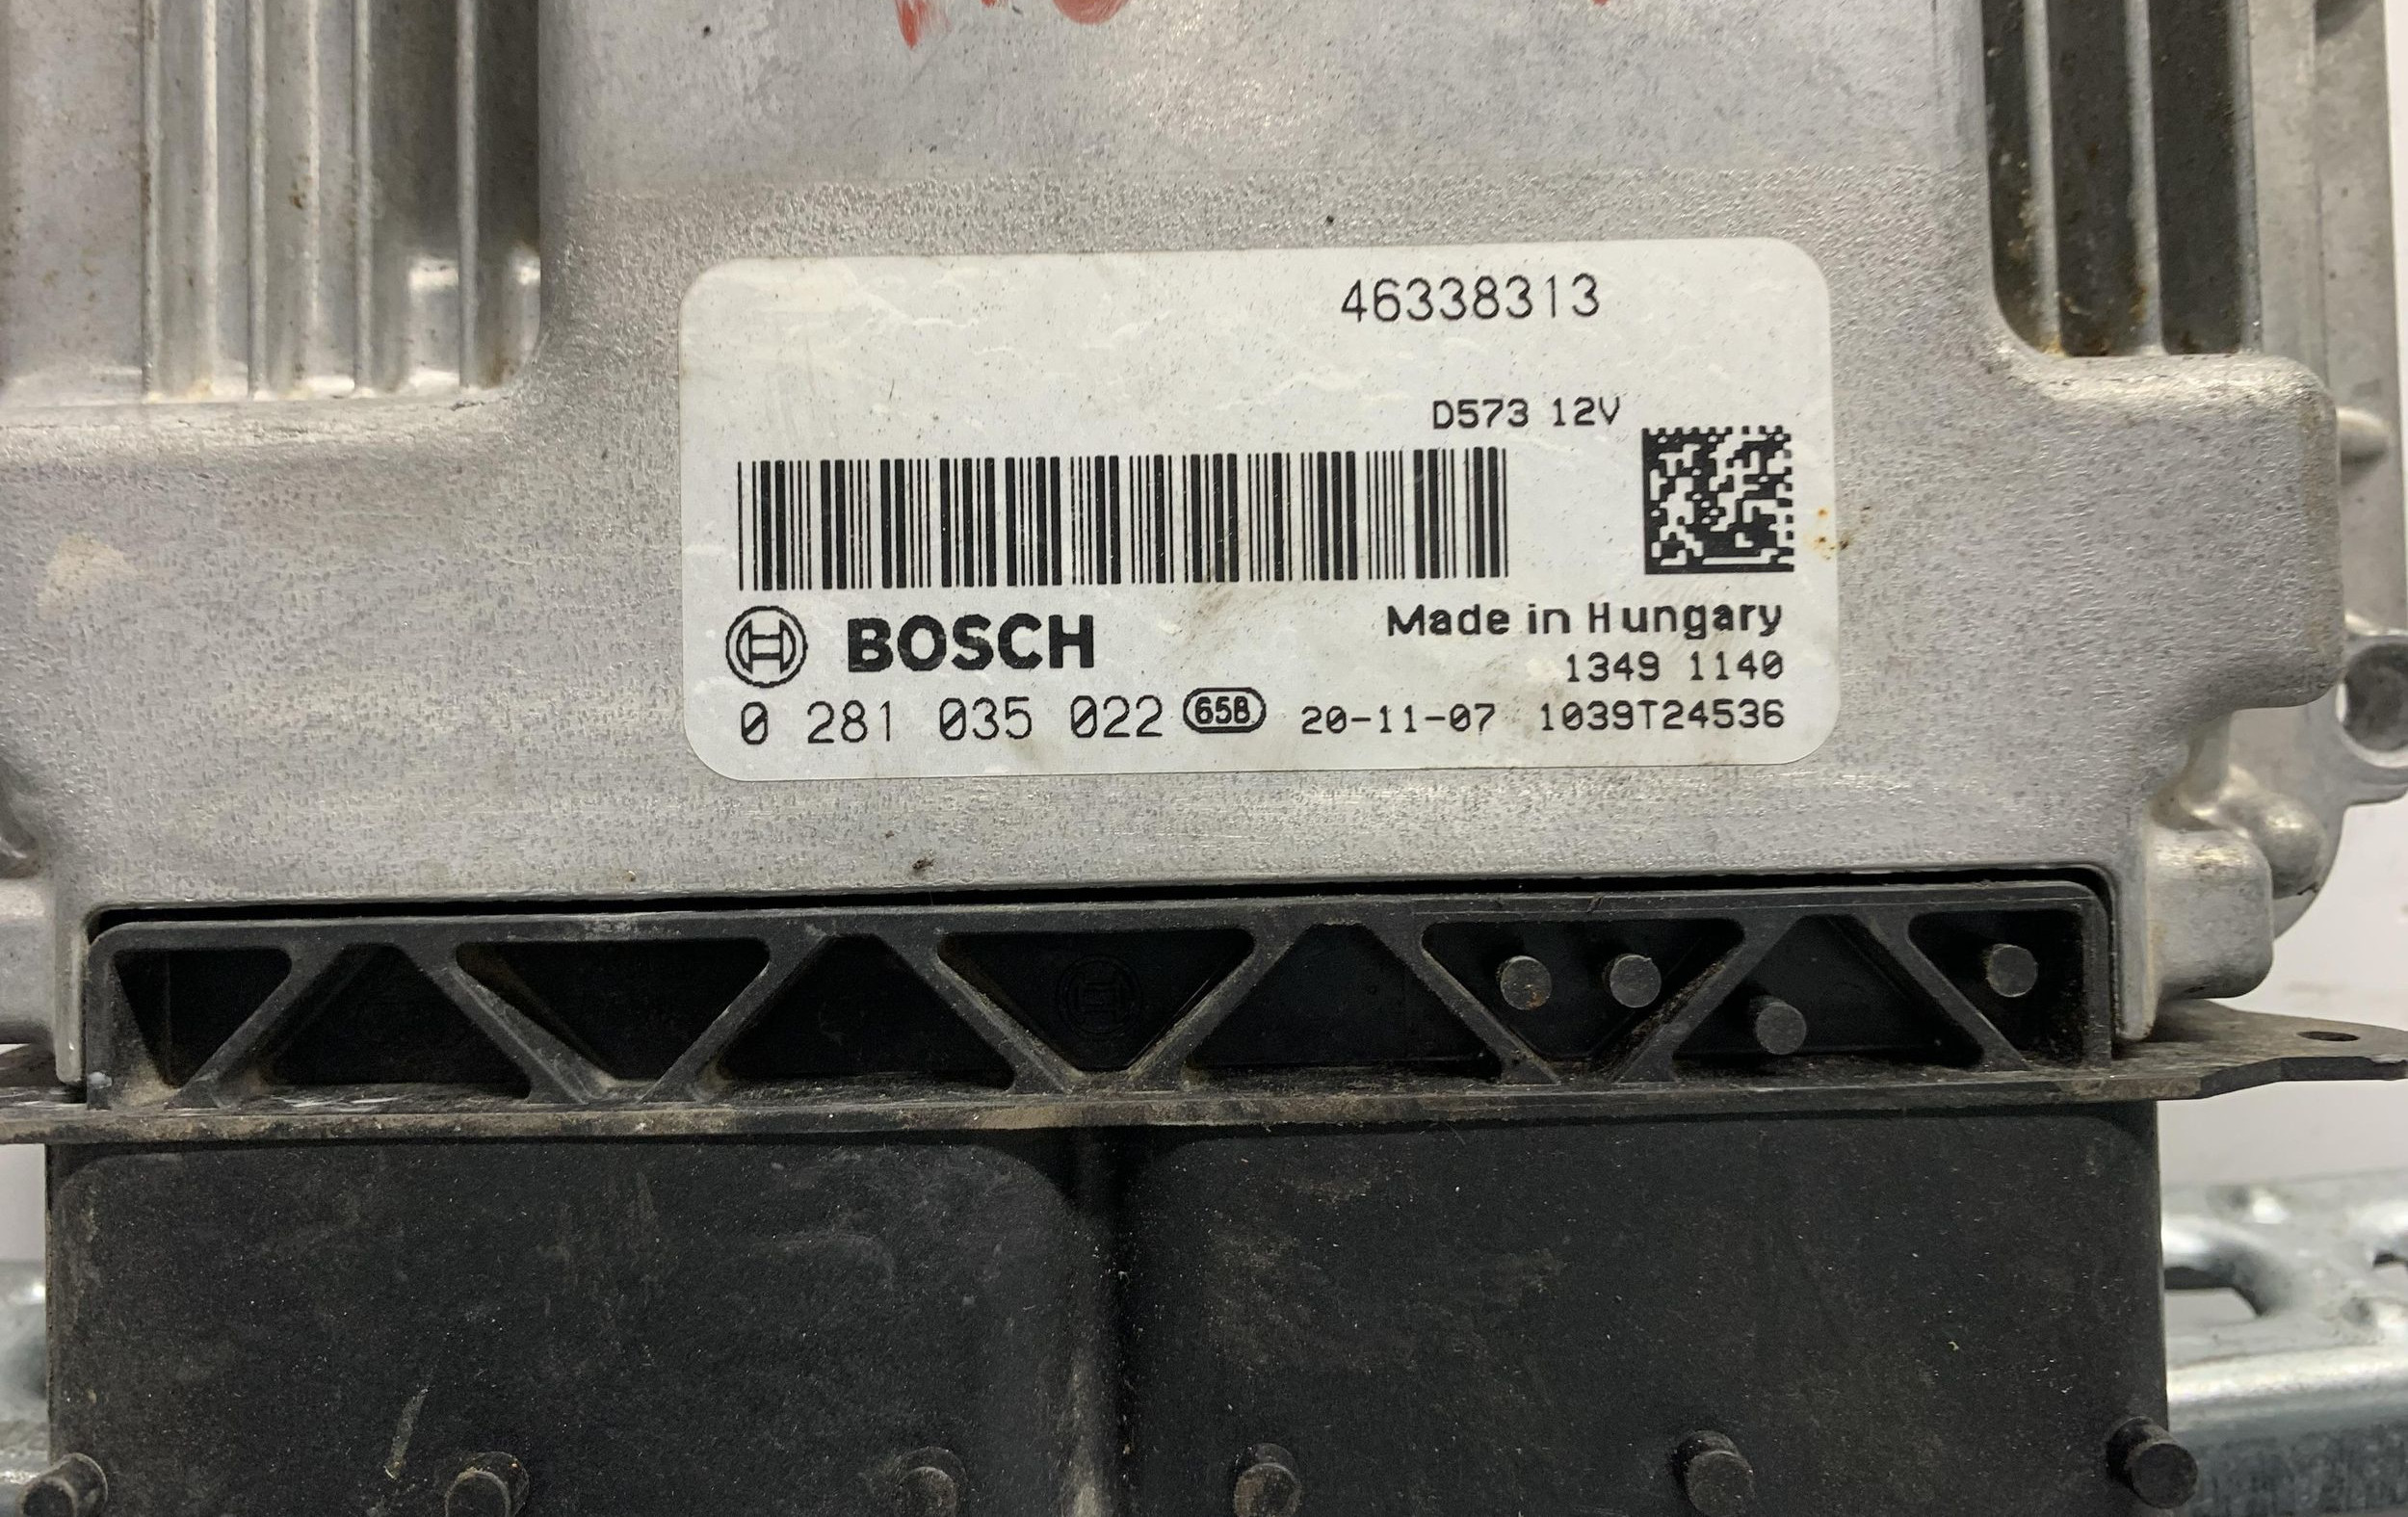 46338313
D573 12V
BOSCH
Made in Hungary
1349 1140
0 281 035 022 658 20-11-07 1039T24536